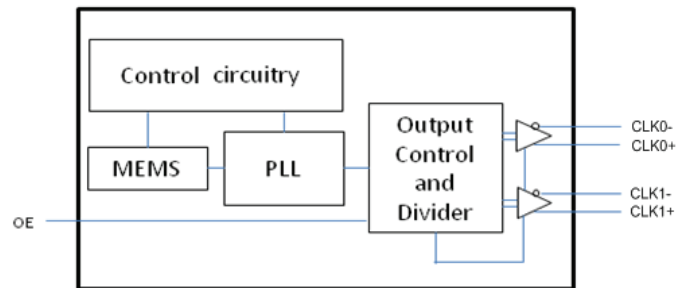 Control circuitry
MEMS
PLL
Output
Control
and
Divider
CLK0-
CLK0+
CLK1-
CLK1+
OE